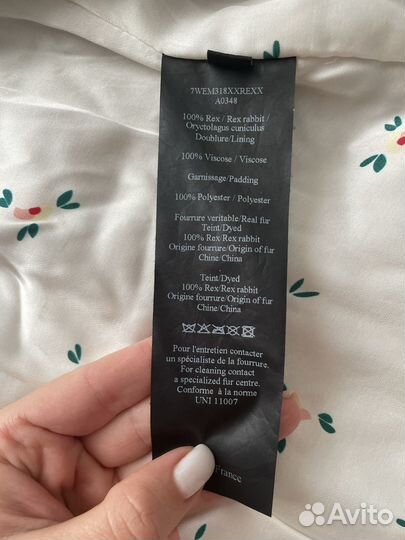 7WEM318XXREXX
A0348
100% Rex / Rex rabbit /
Oryctolagus cuniculus
Doublure/Lining
100% Viscose / Viscose
Garnissage/Padding
100% Polyester / Polyester
Fourrure veritable/Real fur
Teint/Dyed
100% Rex/Rex rabbit
Origine fourrure/Origin of fur
Chine/China
Teint/Dyed
100% Rex/Rex rabbit
Origine fourrure/Origin of fur
Chine/China
Pour l'entretien contacter
un spécialiste de la fourrure.
For cleaning contact
a specialized fur centre.
Conforme à la norme
UNI 11007
France
Avito